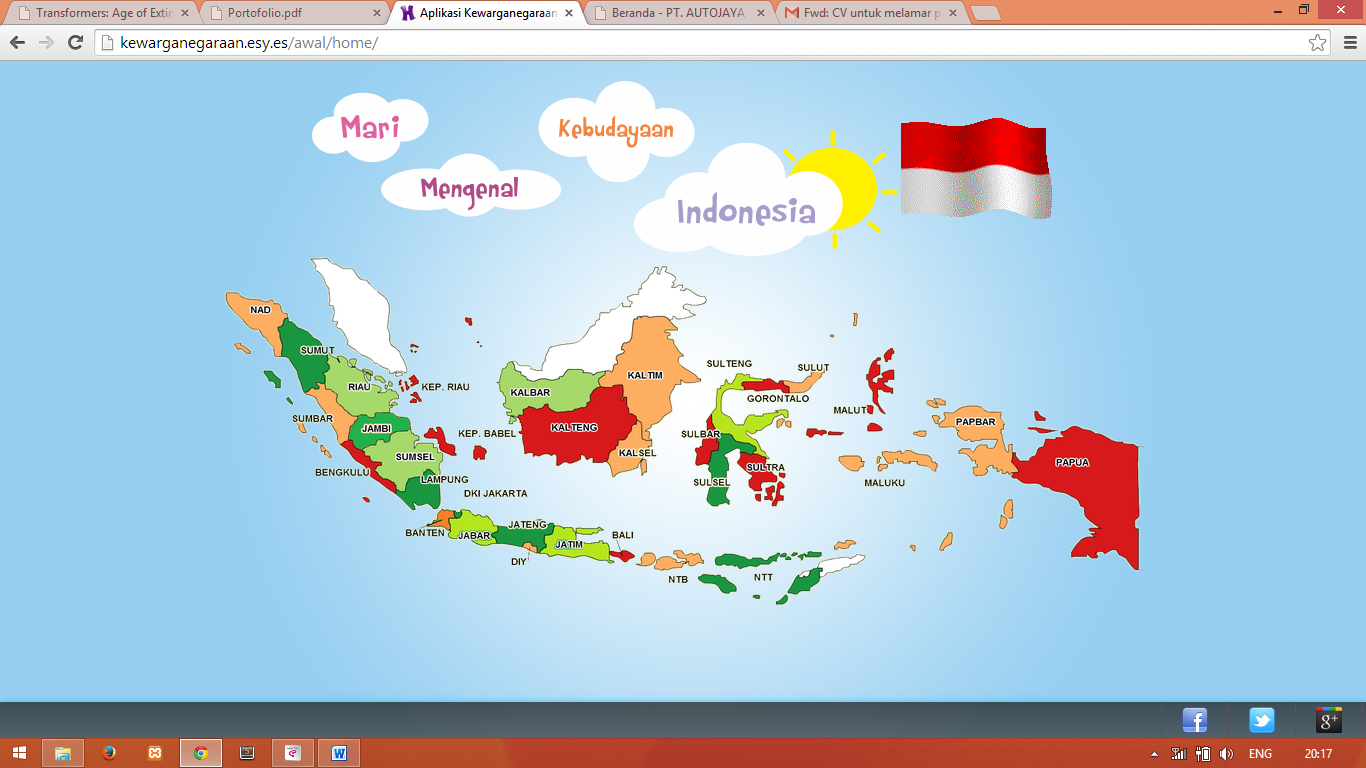 Transformers: Age of Extin
Portofolio.pdf
Aplikasi Kewarganegaraan
Beranda - PT. AUTOJAYA
Fwd: CV untuk melamar p
kewarganegaraan.esy.es/awal/home/
Mari
Kebudayaan
Mengenal
Indonesia
NAD
SUMUT
RIAU
KEP. RIAU
SUMBAR
JAMBI
KEP. BABEL
SUMSEL
BENGKULU
LAMPUNG
DKI JAKARTA
BANTEN
JABAR
JATENG
DIY
JATIM
BALI
NTB
NTT
KALBAR
KALTIM
KALTENG
KALSEL
SULTENG
SULUT
GORONTALO
SULBAR
SULSEL
SULTRA
MALUT
MALUKU
PAPBAR
PAPUA
ENG
20:17